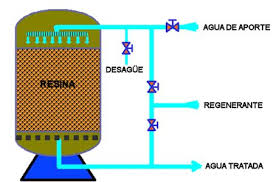 AGUA DE APORTE
DESAGÜE
RESINA
REGENERANTE
AGUA TRATADA